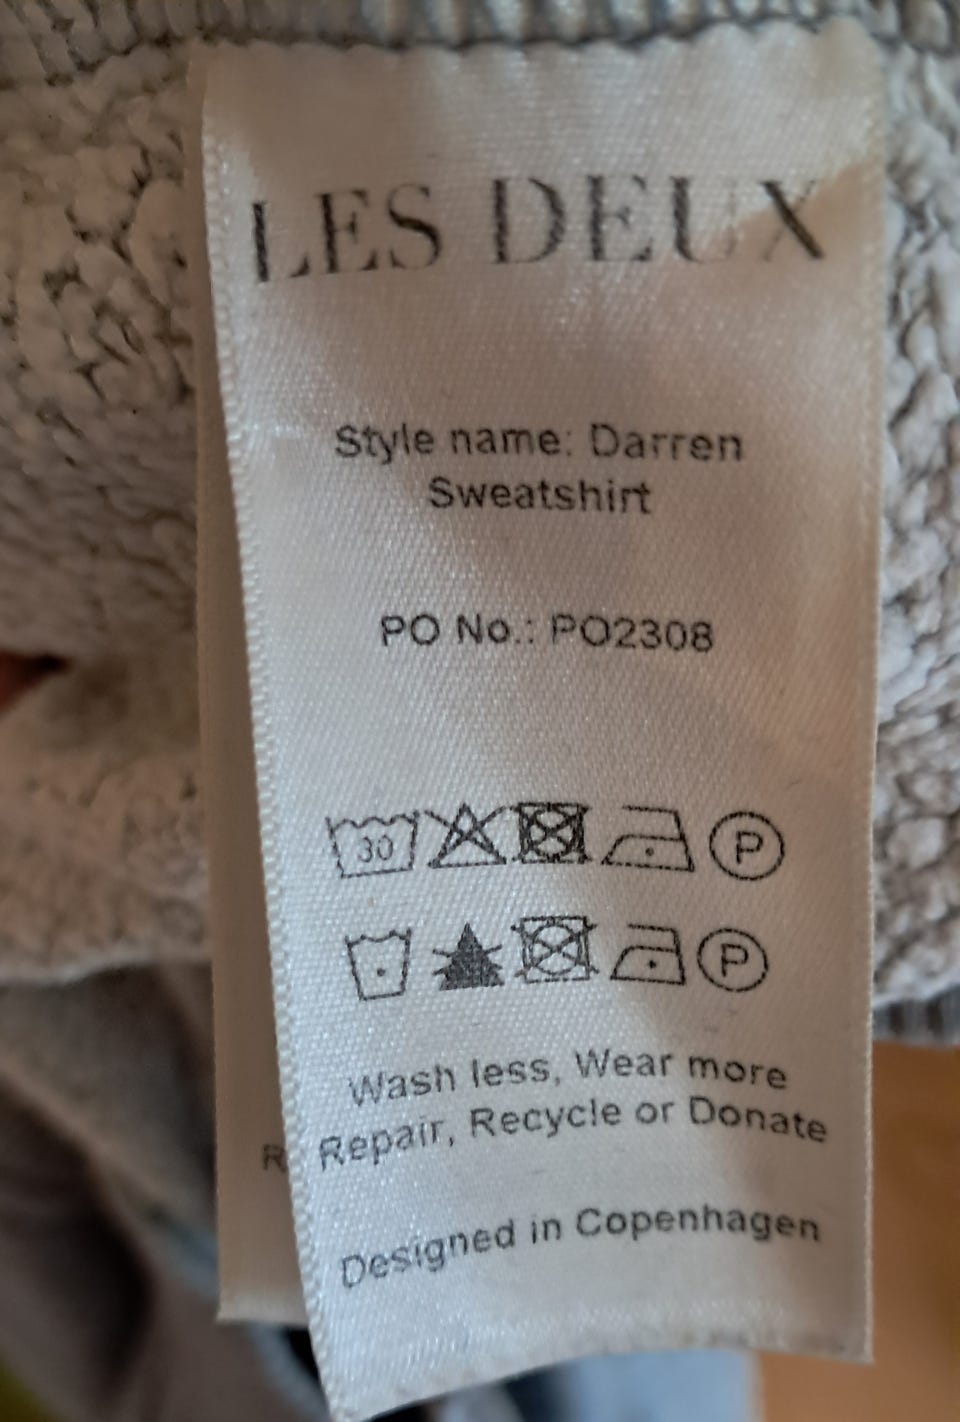 LES DEUX
Style name: Darren
Sweatshirt
PO No.: PO2308
30
P
P
Wash less, Wear more
Repair, Recycle or Donate
R
Designed in Copenhagen